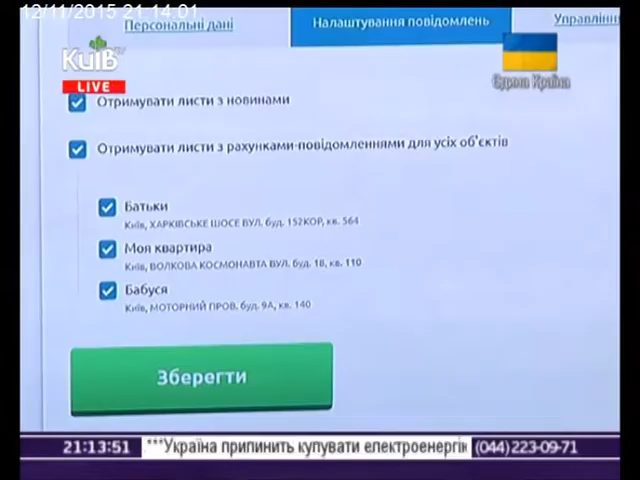 12/11/2015 21:14:01
Персональні дані
Налаштування повідомлень
Київ TV
LIVE
Єдина Країна
Отримувати листи з новинами
Отримувати листи з рахунками-повідомленнями для усіх об'єктів
Батьки
Київ, ХАРКІВСЬКЕ ШОСЕ ВУЛ. буд. 152КОР, кв. 564
Моя квартира
Київ, ВОЛКОВА КОСМОНАВТА ВУЛ. буд. 18, кв. 110
Бабуся
Київ, МОТОРНИЙ ПРОВ. буд. 9А, кв. 140
Зберегти
21:13:51 ***Україна припинить купувати (044)223-09-71